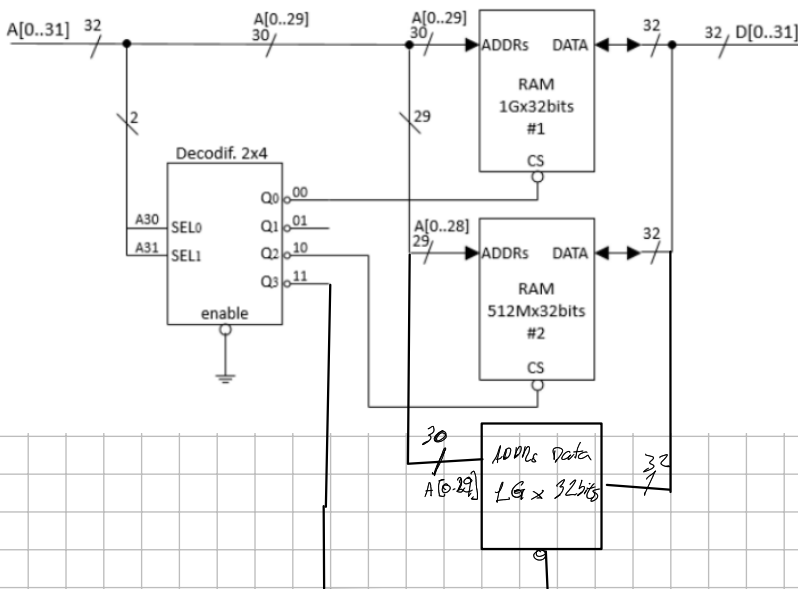 A[0..31]
32
A[0..29]
30
A[0..29]
30
32
32
D[0..31]
ADDRs
DATA
RAM
1Gx32bits
#1
CS
2
29
Decodif. 2x4
Q0
00
A30
SEL0
Q1
01
A31
SEL1
Q2
10
Q3
11
enable
A[0..28]
29
32
ADDRs
DATA
RAM
512Mx32bits
#2
CS
30
A[0..29]
ADDRs Data
1G x 32bits
32